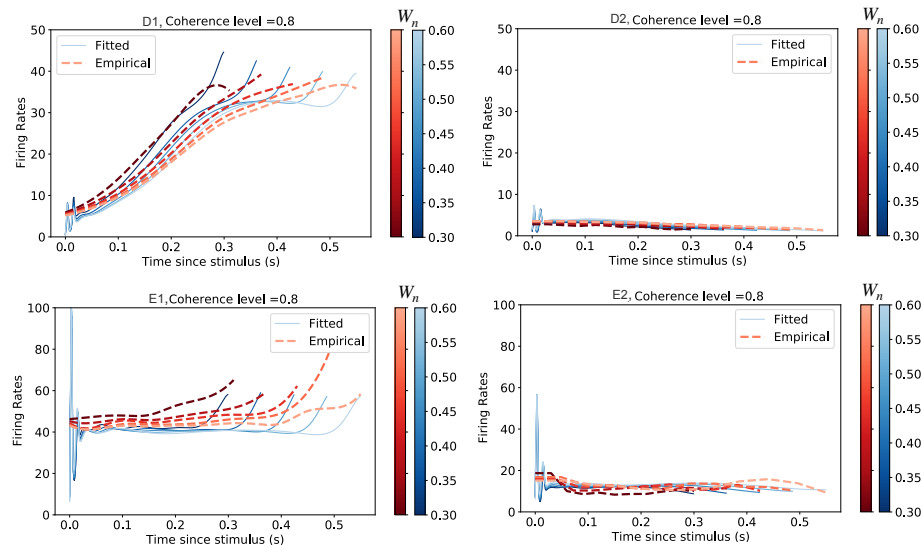 D1, Coherence level =0.8
W_n
Firing Rates
50
40
30
20
10
0
Fitted
Empirical
0.0 0.1 0.2 0.3 0.4 0.5
Time since stimulus (s)
0.60
0.55
0.50
0.45
0.40
0.35
0.30
D2, Coherence level =0.8
W_n
Firing Rates
50
40
30
20
10
0
Fitted
Empirical
0.0 0.1 0.2 0.3 0.4 0.5
Time since stimulus (s)
0.60
0.55
0.50
0.45
0.40
0.35
0.30
E1, Coherence level =0.8
W_n
Firing Rates
100
80
60
40
20
0
Fitted
Empirical
0.0 0.1 0.2 0.3 0.4 0.5
Time since stimulus (s)
0.60
0.55
0.50
0.45
0.40
0.35
0.30
E2, Coherence level =0.8
W_n
Firing Rates
100
80
60
40
20
0
Fitted
Empirical
0.0 0.1 0.2 0.3 0.4 0.5
Time since stimulus (s)
0.60
0.55
0.50
0.45
0.40
0.35
0.30